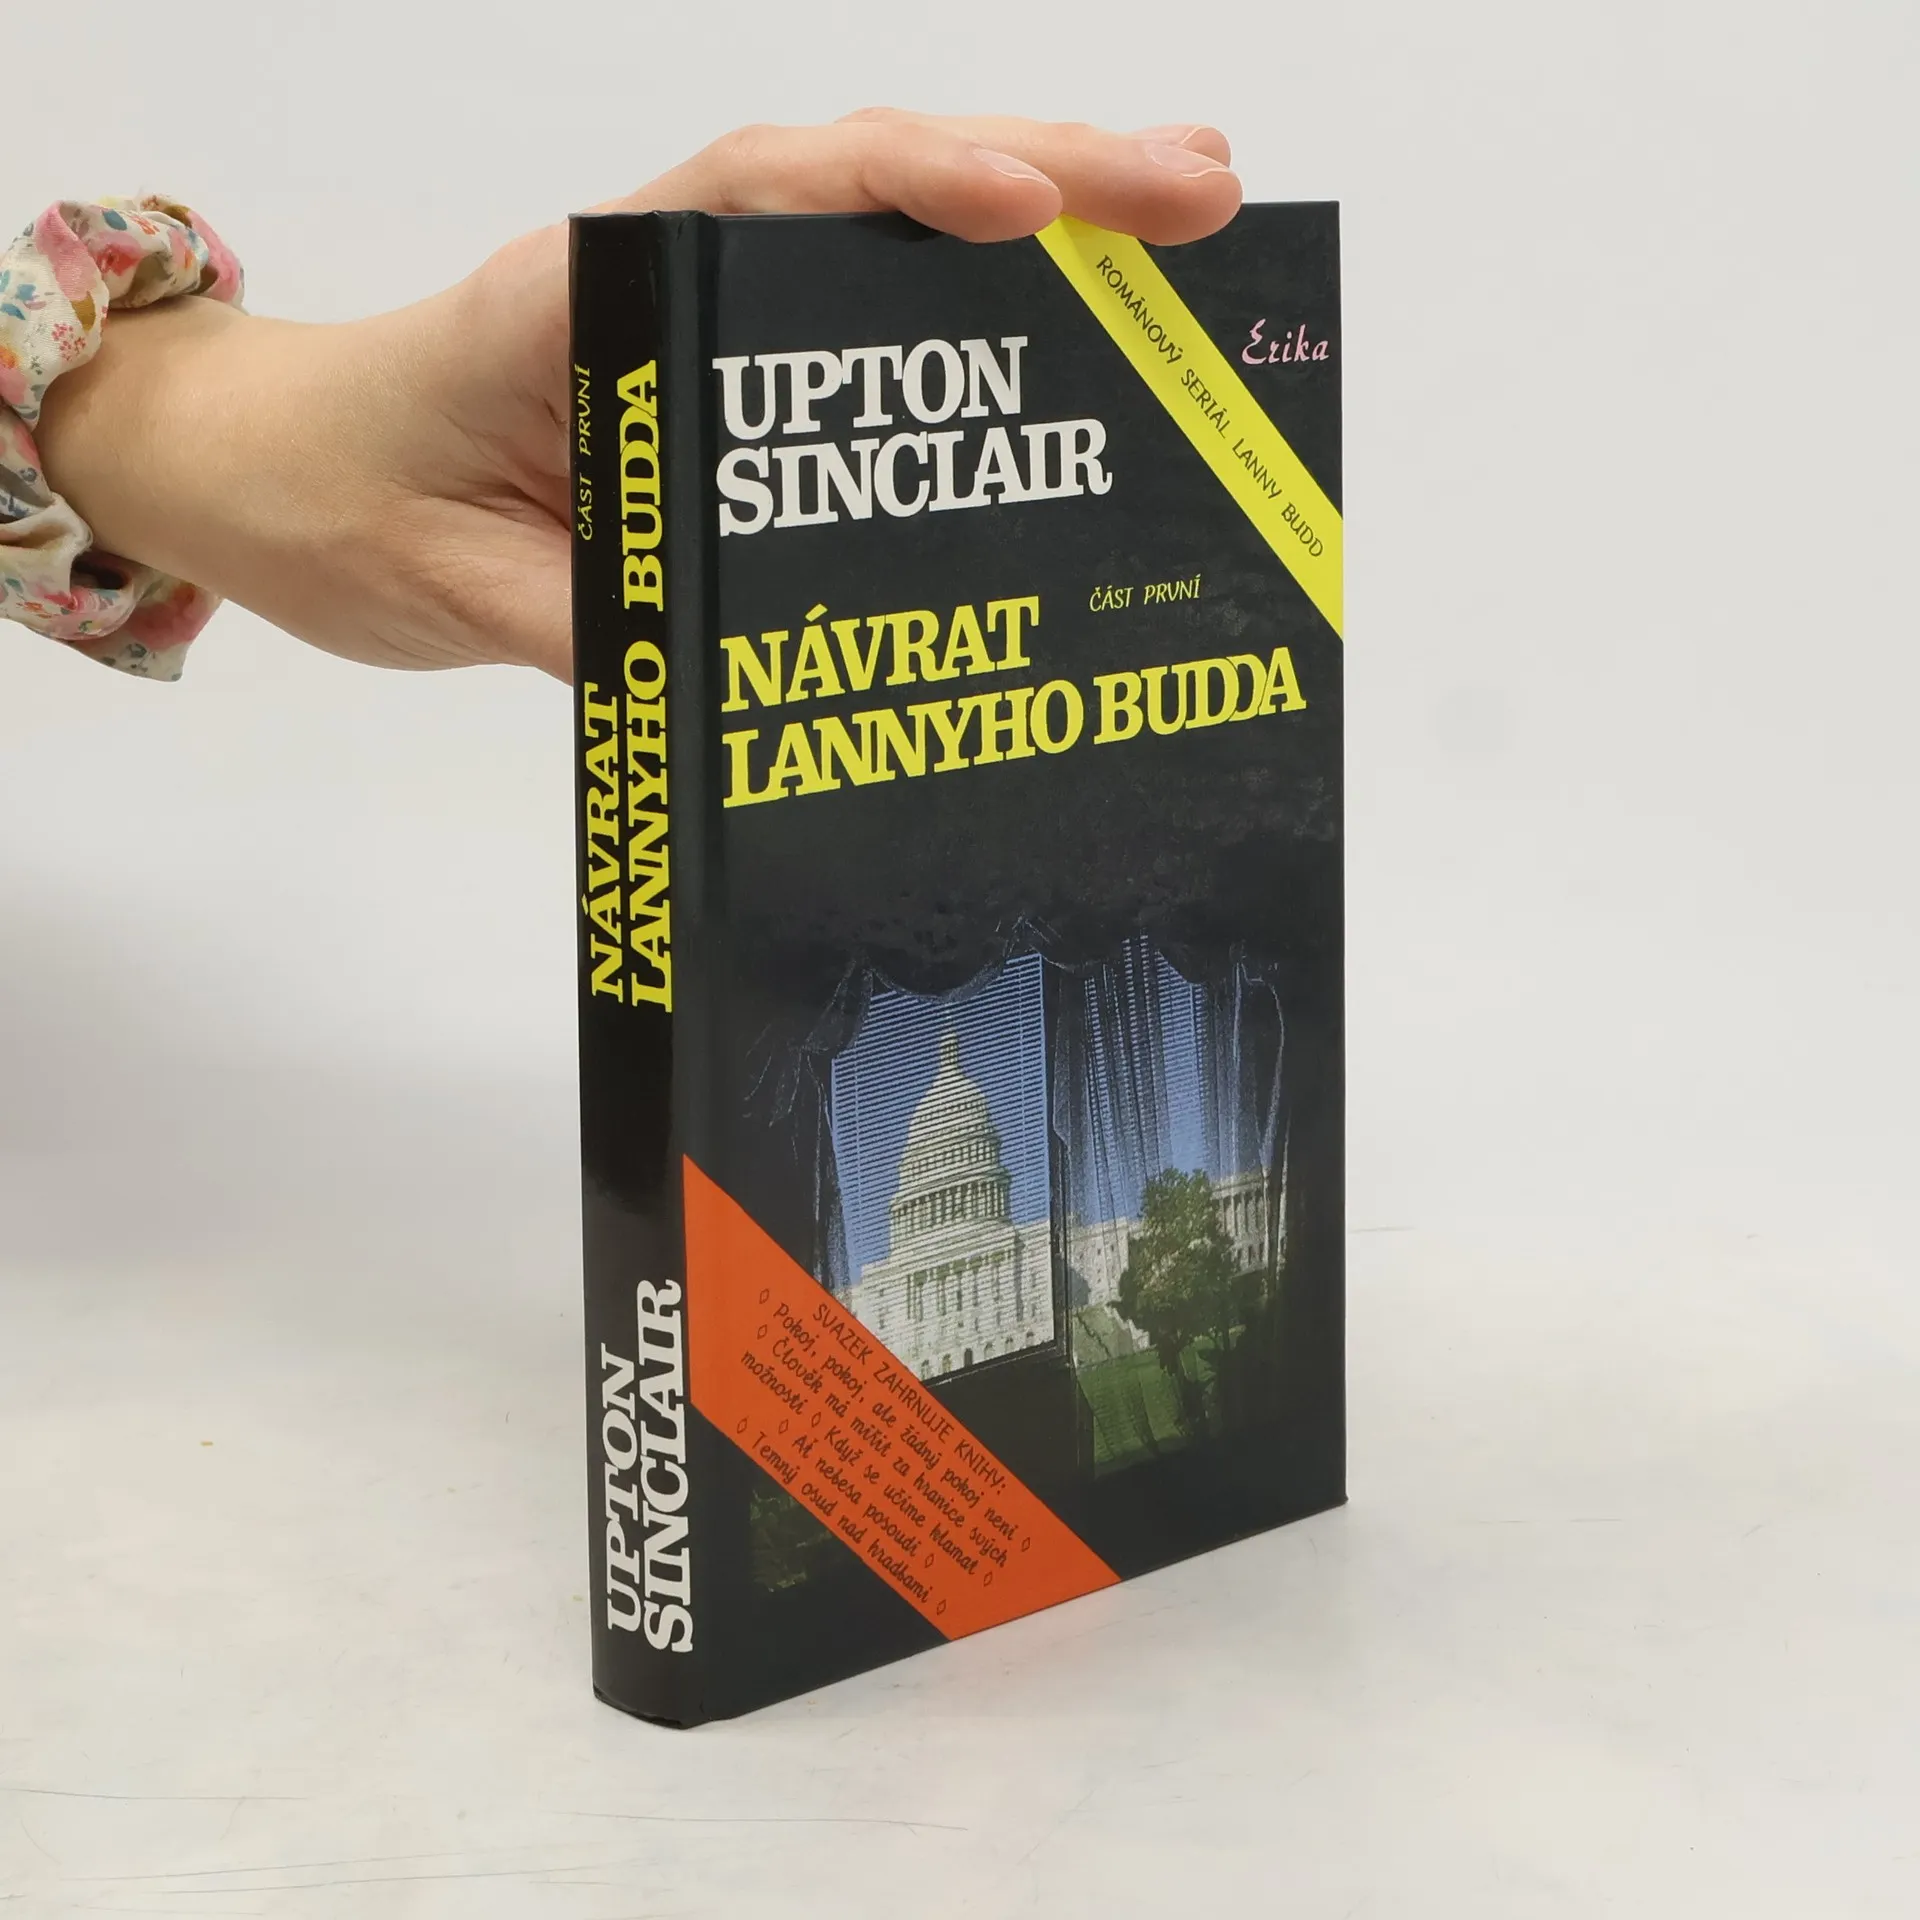 ČÁST PRVNÍ
NÁVRAT
LANNYHO BUDDA
UPTON
SINCLAIR
ROMÁNOVÝ SERIÁL LANNY BUDD
Erika
UPTON
SINCLAIR
ČÁST PRVNÍ
NÁVRAT
LANNYHO BUDDA
SVAZEK ZAHRNUJE KNIHY:
◊ Pokoj, pokoj, ale žádný pokoj není ◊
◊ Člověk má mířit za hranice svých
možností ◊ Když se učíme klamat ◊
◊ Ať nebesa posoudí ◊
◊ Temný osud nad hradbami ◊